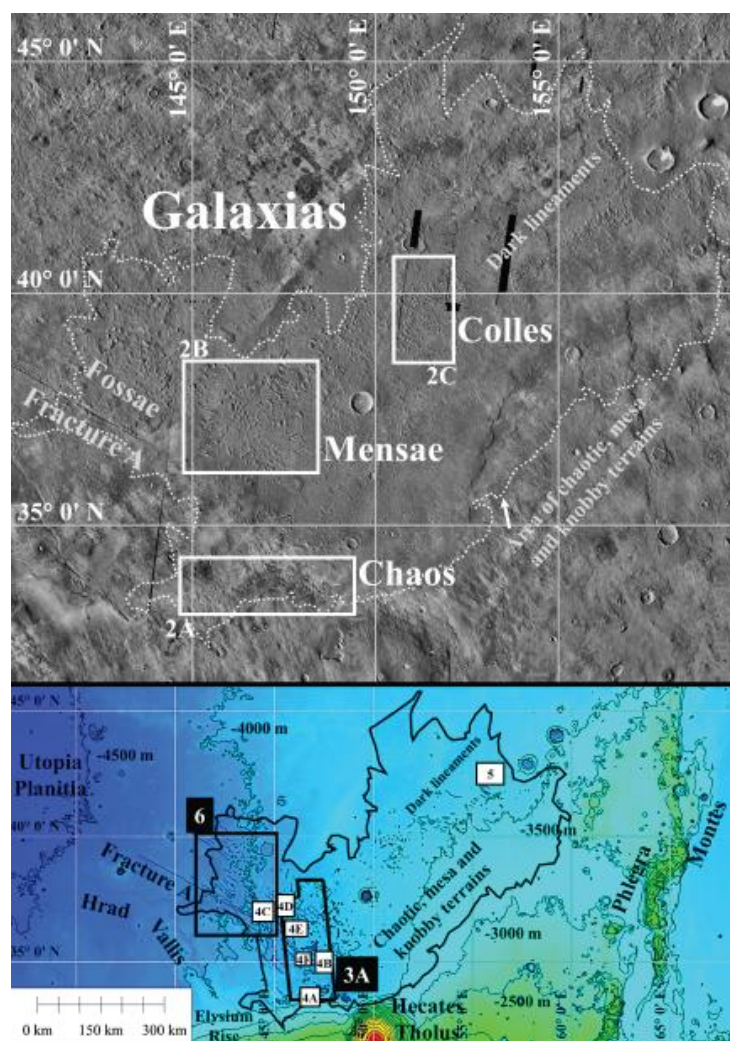 45° 0' N
145° 0' E
150° 0' E
155° 0' E
Galaxias
Dark lineaments
40° 0' N
Colles
2B
2C
Fossae
Fracture A
Mensae
Area of chaotic, mesa
and knobby terrains
35° 0' N
Chaos
2A
45° 0' N
-4000 m
Utopia
Planitia
-4500 m
Dark lineaments
5
6
40° 0' N
-3500 m
Phlegra
Montes
Fracture A
Chaotic, mesa and
knobby terrains
Hrad
Vallis
4C
4D
4E
35° 0' N
4B
-3000 m
3A
4A
-2500 m
Hecates
Tholus
Elysium
Rise
0 km
150 km
300 km